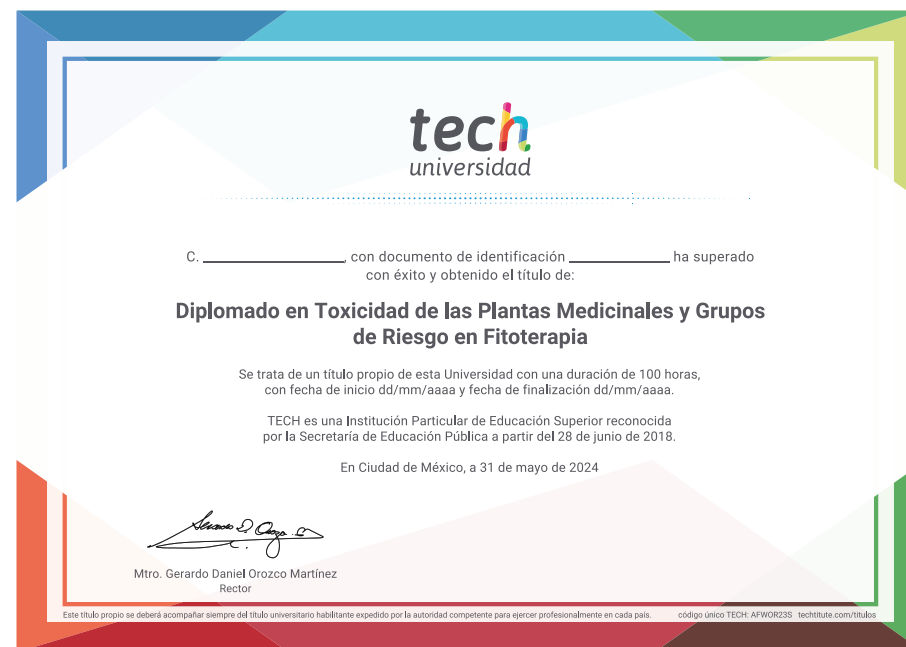 tech
universidad
C. ____________, con documento de identificación ____________ ha superado
con éxito y obtenido el título de:
Diplomado en Toxicidad de las Plantas Medicinales y Grupos
de Riesgo en Fitoterapia
Se trata de un título propio de esta Universidad con una duración de 100 horas,
con fecha de inicio dd/mm/aaaa y fecha de finalización dd/mm/aaaa.
TECH es una Institución Particular de Educación Superior reconocida
por la Secretaría de Educación Pública a partir del 28 de junio de 2018.
En Ciudad de México, a 31 de mayo de 2024
Mtro. Gerardo Daniel Orozco Martínez
Rector
Este título propio se deberá acompañar siempre del título universitario habilitante expedido por la autoridad competente para ejercer profesionalmente en cada país. código único TECH: AFWOR23S techtitute.com/titulos